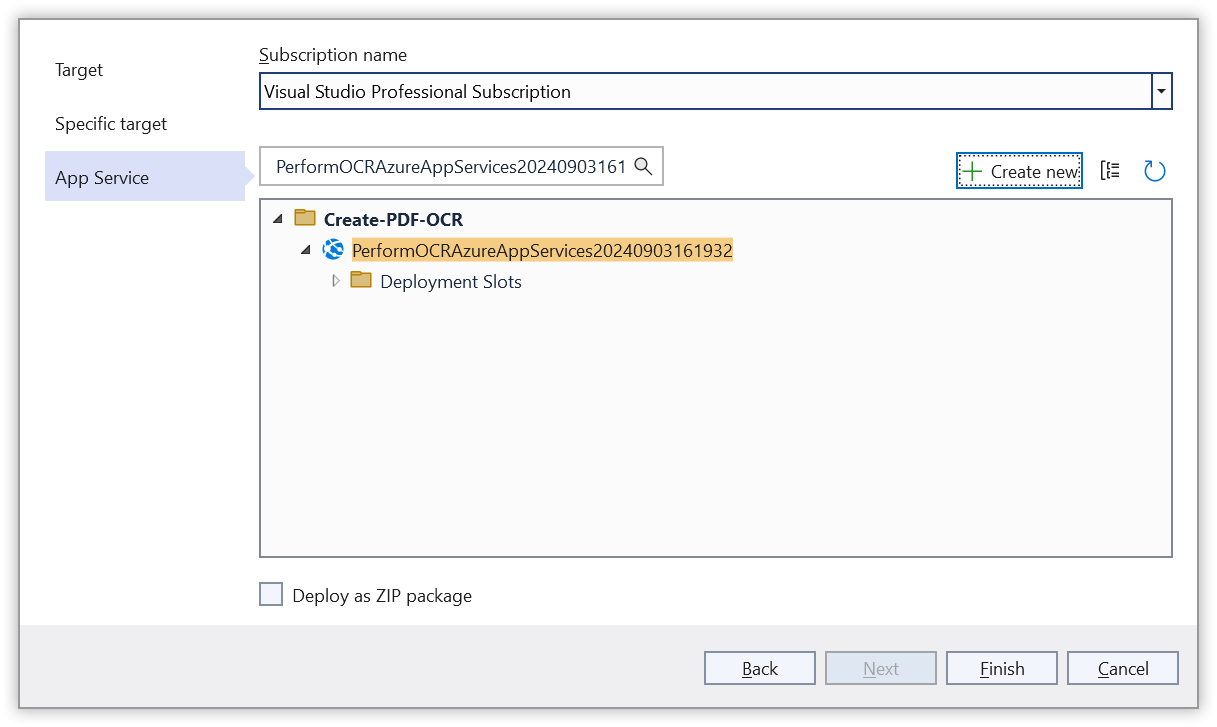 Target
Specific target
App Service
Subscription name
Visual Studio Professional Subscription
PerformOCRAzureAppServices20240903161
Create new
Create-PDF-OCR
PerformOCRAzureAppServices20240903161932
Deployment Slots
Deploy as ZIP package
Back
Next
Finish
Cancel